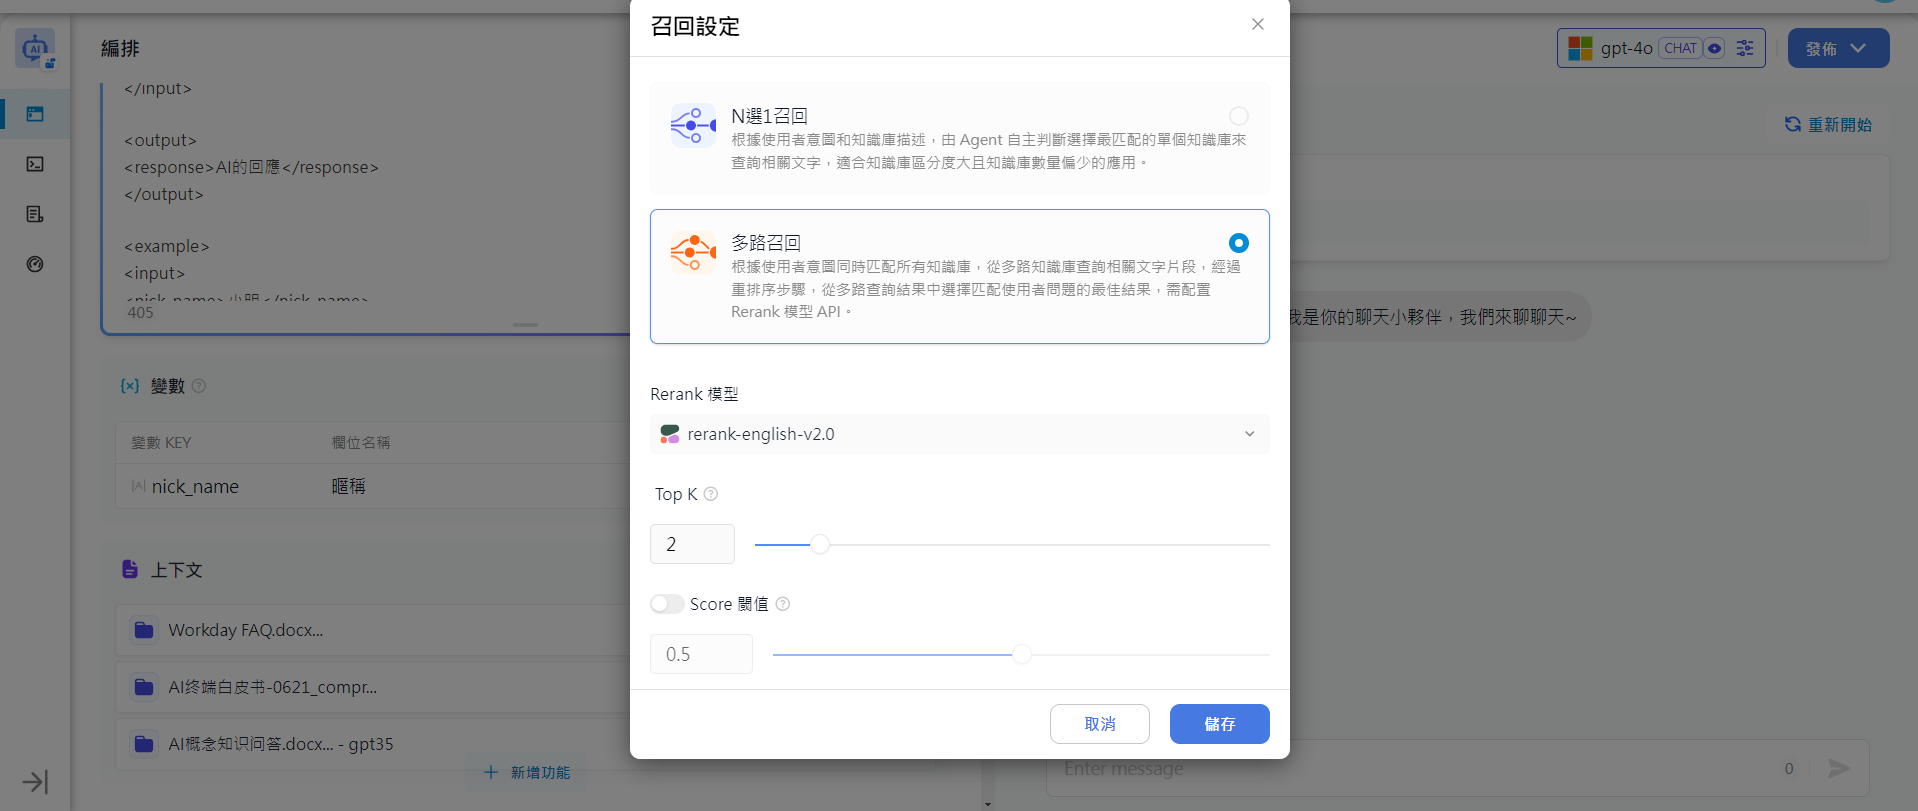 編排
</input>
<output>
<response>AI的回應</response>
</output>
<example>
<input>
<nick_name>小明</nick_name>
405
變數
變數 KEY
欄位名稱
nick_name
暱稱
上下文
Workday FAQ.docx...
AI终端白皮书-0621_compr...
AI概念知识问答.docx... - gpt35
新增功能
召回設定
N選1召回
根據使用者意圖和知識庫描述，由 Agent 自主判斷選擇最匹配的單個知識庫來
查詢相關文字，適合知識庫區分度大且知識庫數量偏少的應用。
多路召回
根據使用者意圖同時匹配所有知識庫，從多路知識庫查詢相關文字片段，經過
重排序步驟，從多路查詢結果中選擇匹配使用者問題的最佳結果，需配置
Rerank 模型 API。
Rerank 模型
rerank-english-v2.0
Top K
2
Score 閾值
0.5
取消
儲存
gpt-4o
CHAT
發佈
重新開始
我是你的聊天小夥伴，我們來聊聊天~
Enter message
0